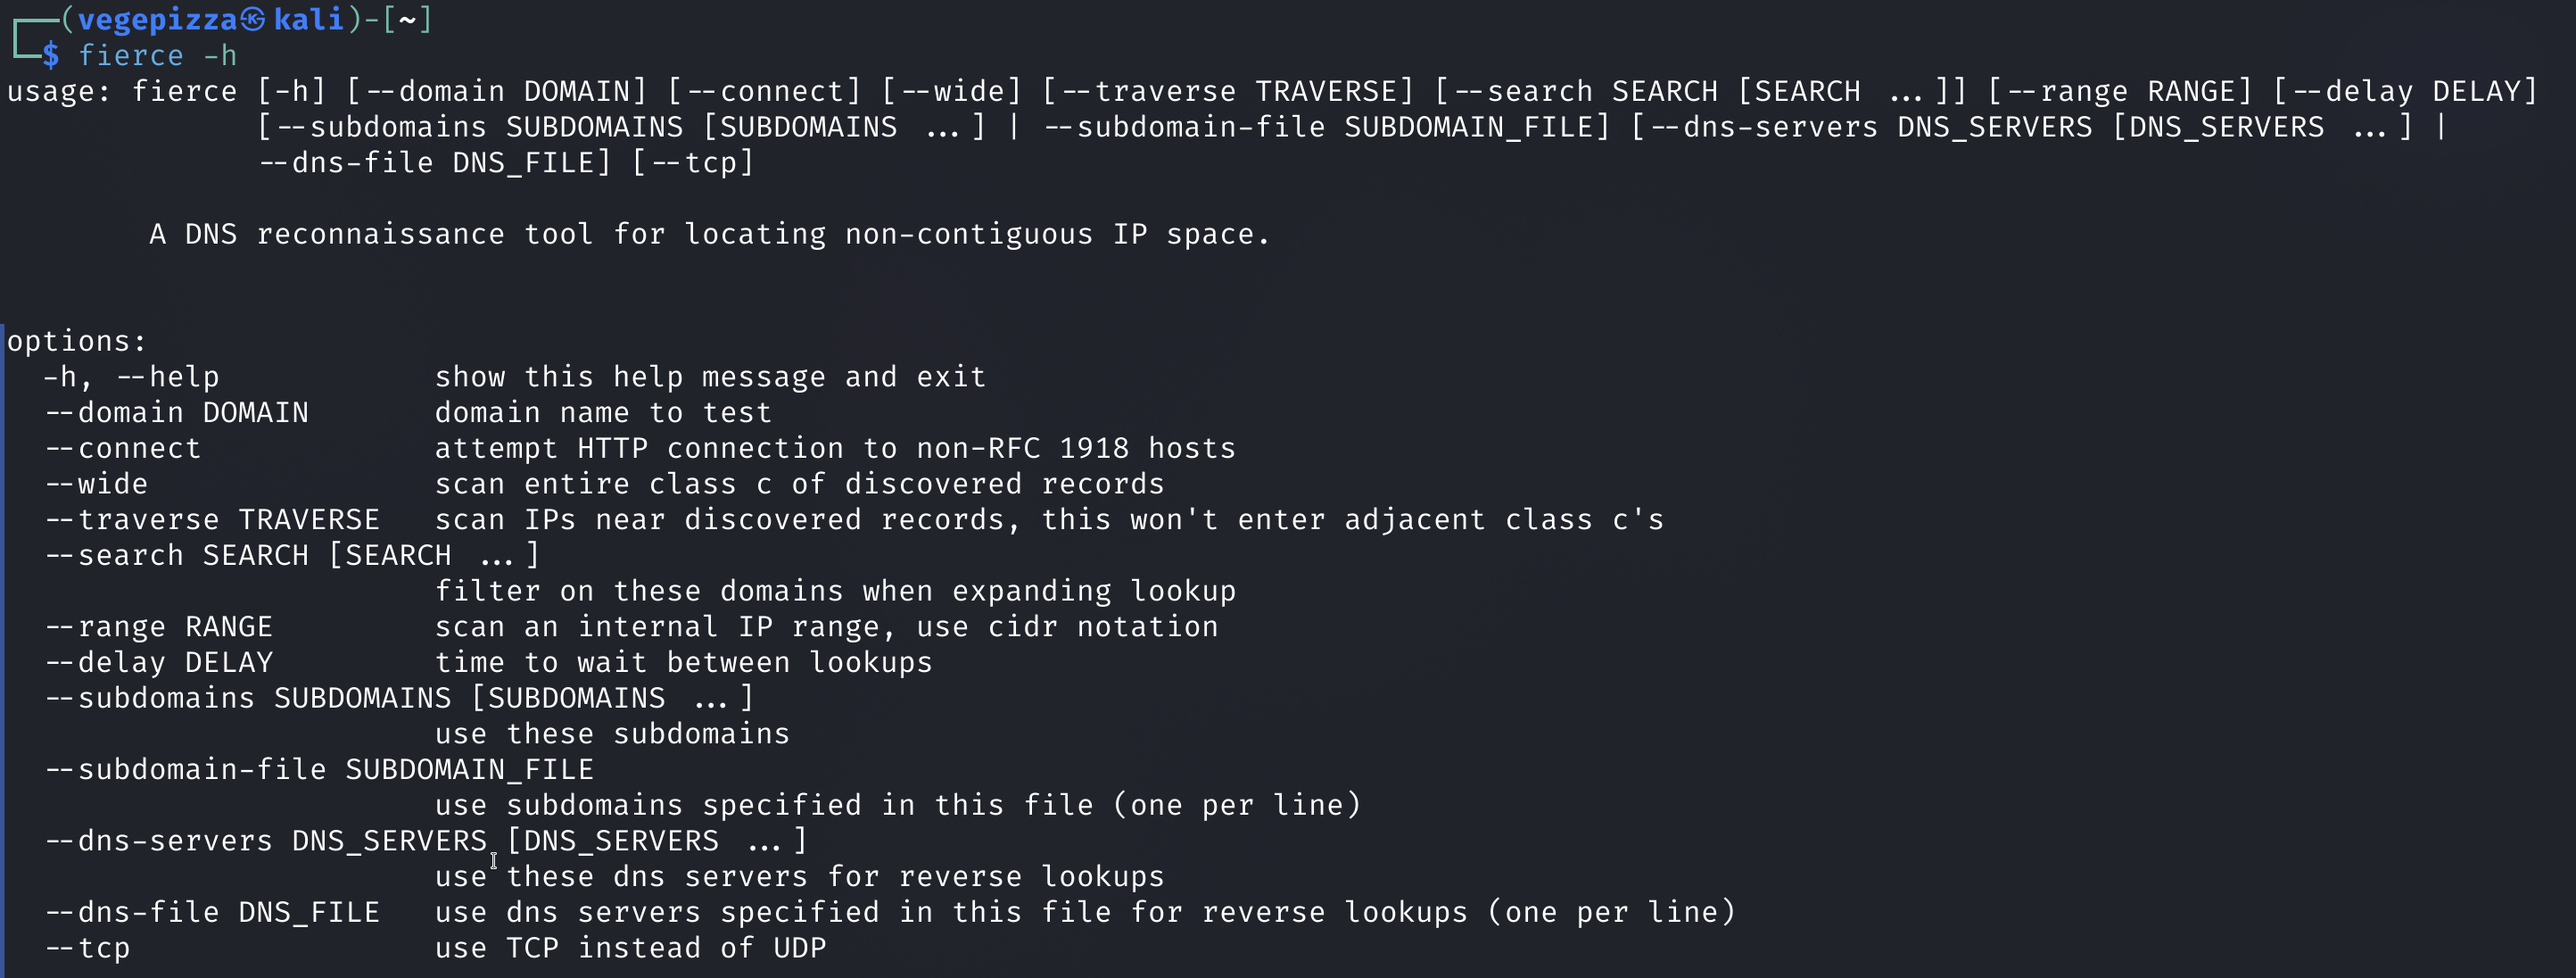 ┌──(vegepizza㉿kali)-[~]
└─$ fierce -h
usage: fierce [-h] [--domain DOMAIN] [--connect] [--wide] [--traverse TRAVERSE] [--search SEARCH [SEARCH ...]] [--range RANGE] [--delay DELAY]
              [--subdomains SUBDOMAINS [SUBDOMAINS ...] | --subdomain-file SUBDOMAIN_FILE] [--dns-servers DNS_SERVERS [DNS_SERVERS ...] |
              --dns-file DNS_FILE] [--tcp]
        A DNS reconnaissance tool for locating non-contiguous IP space.
options:
  -h, --help            show this help message and exit
  --domain DOMAIN       domain name to test
  --connect             attempt HTTP connection to non-RFC 1918 hosts
  --wide                scan entire class c of discovered records
  --traverse TRAVERSE   scan IPs near discovered records, this won't enter adjacent class c's
  --search SEARCH [SEARCH ...]
                        filter on these domains when expanding lookup
  --range RANGE         scan an internal IP range, use cidr notation
  --delay DELAY         time to wait between lookups
  --subdomains SUBDOMAINS [SUBDOMAINS ...]
                        use these subdomains
  --subdomain-file SUBDOMAIN_FILE
                        use subdomains specified in this file (one per line)
  --dns-servers DNS_SERVERS [DNS_SERVERS ...]
                        use these dns servers for reverse lookups
  --dns-file DNS_FILE   use dns servers specified in this file for reverse lookups (one per line)
  --tcp                 use TCP instead of UDP